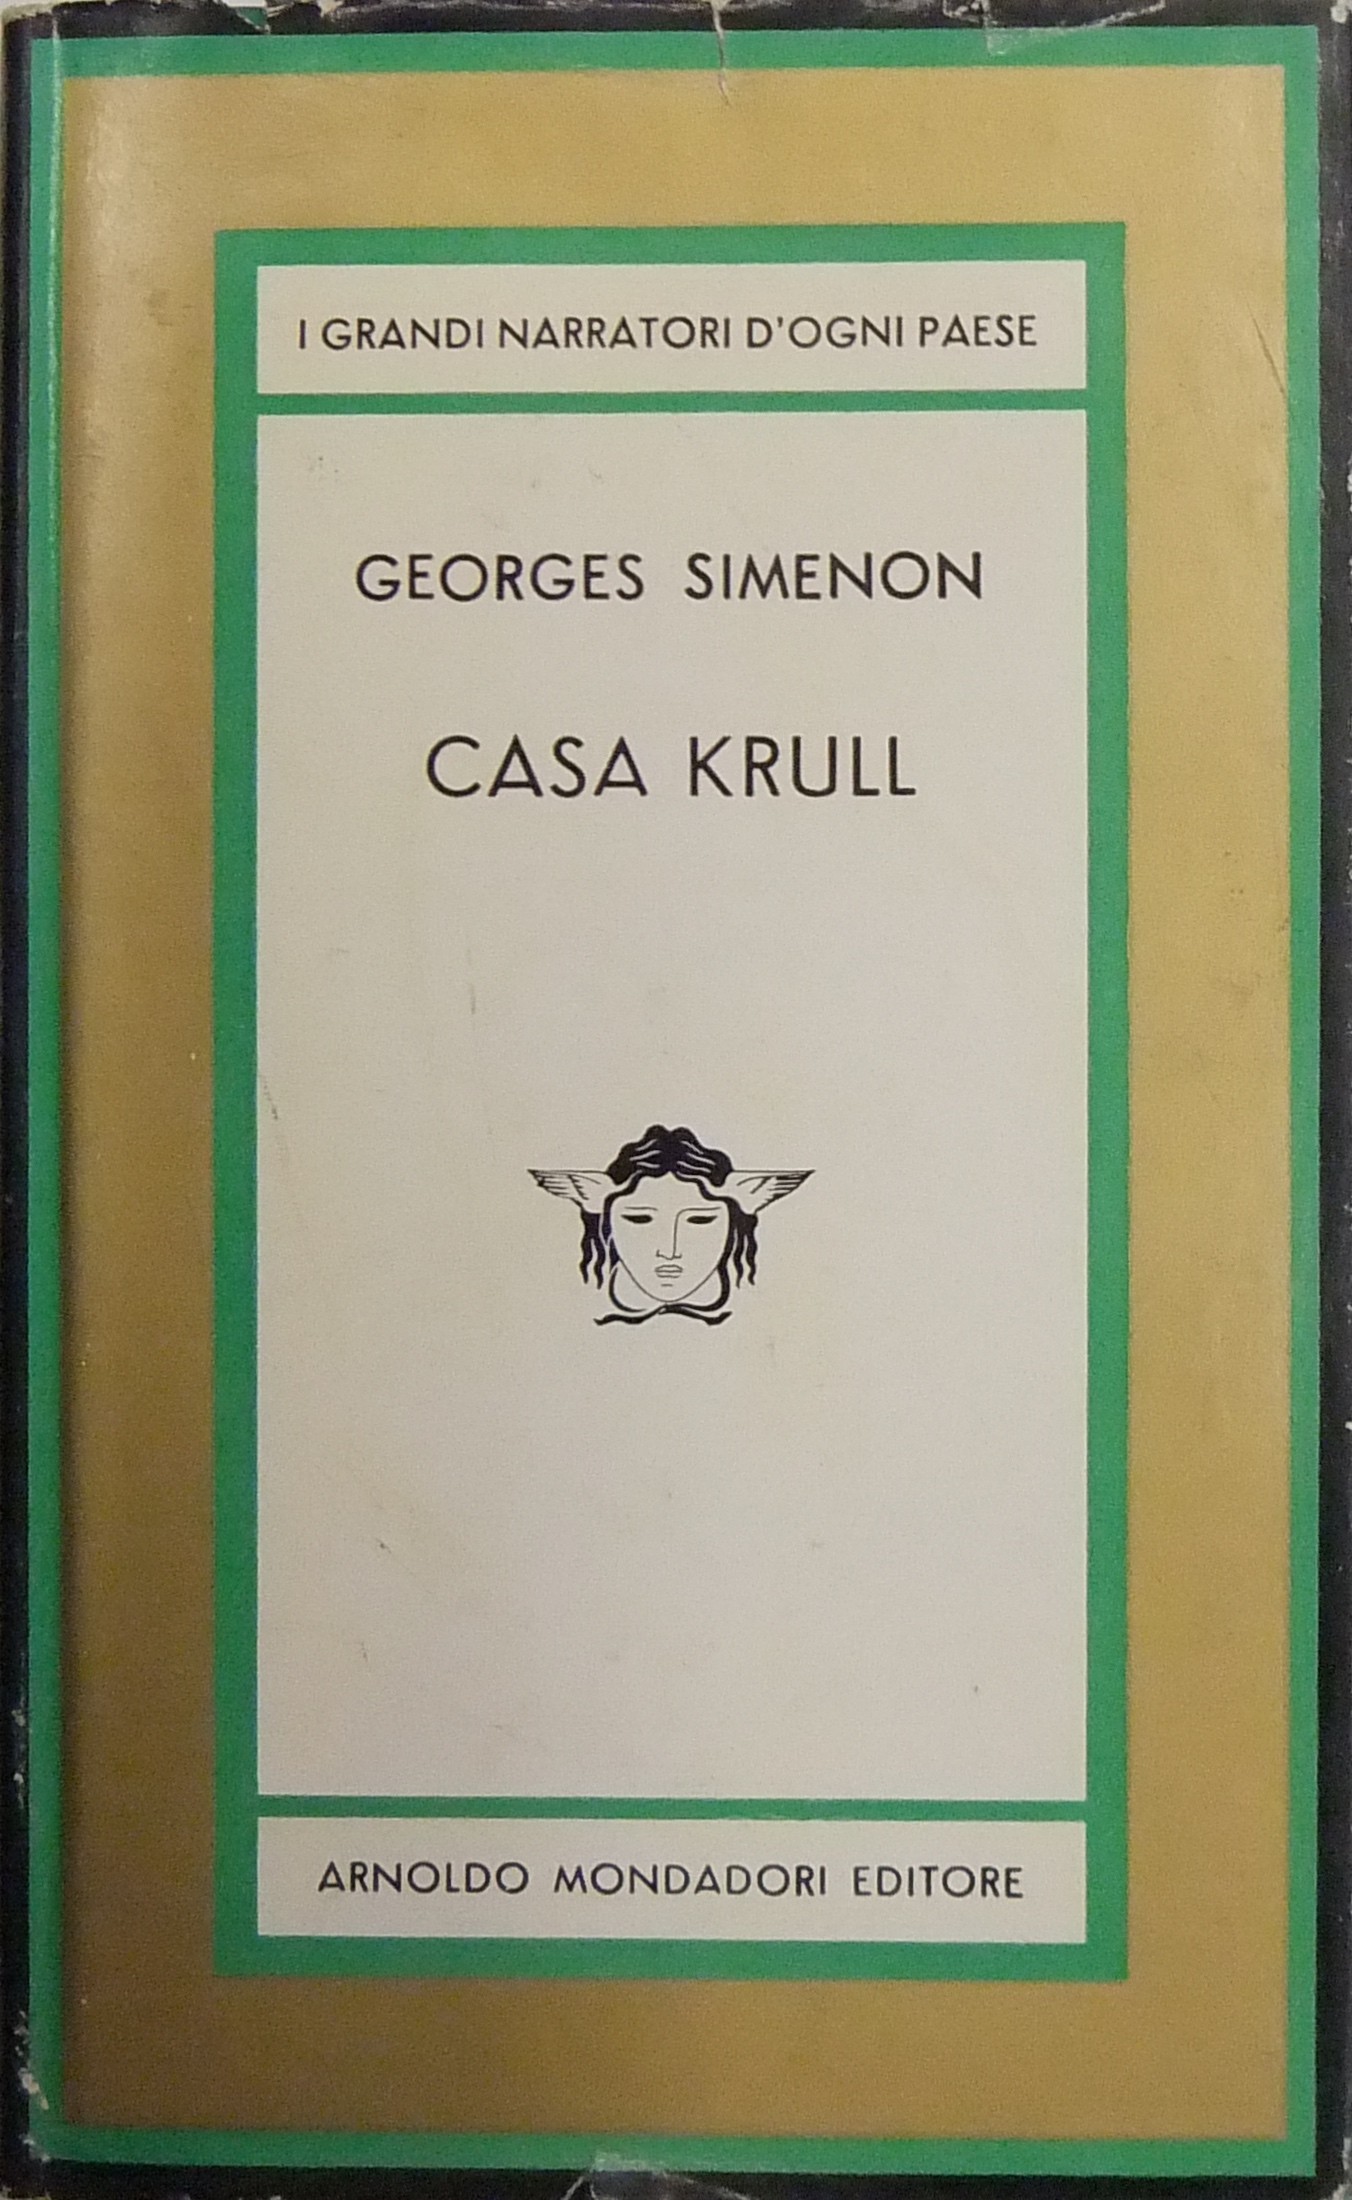 I GRANDI NARRATORI D'OGNI PAESE
GEORGES SIMENON
CASA KRULL
ARNOLDO MONDADORI EDITORE